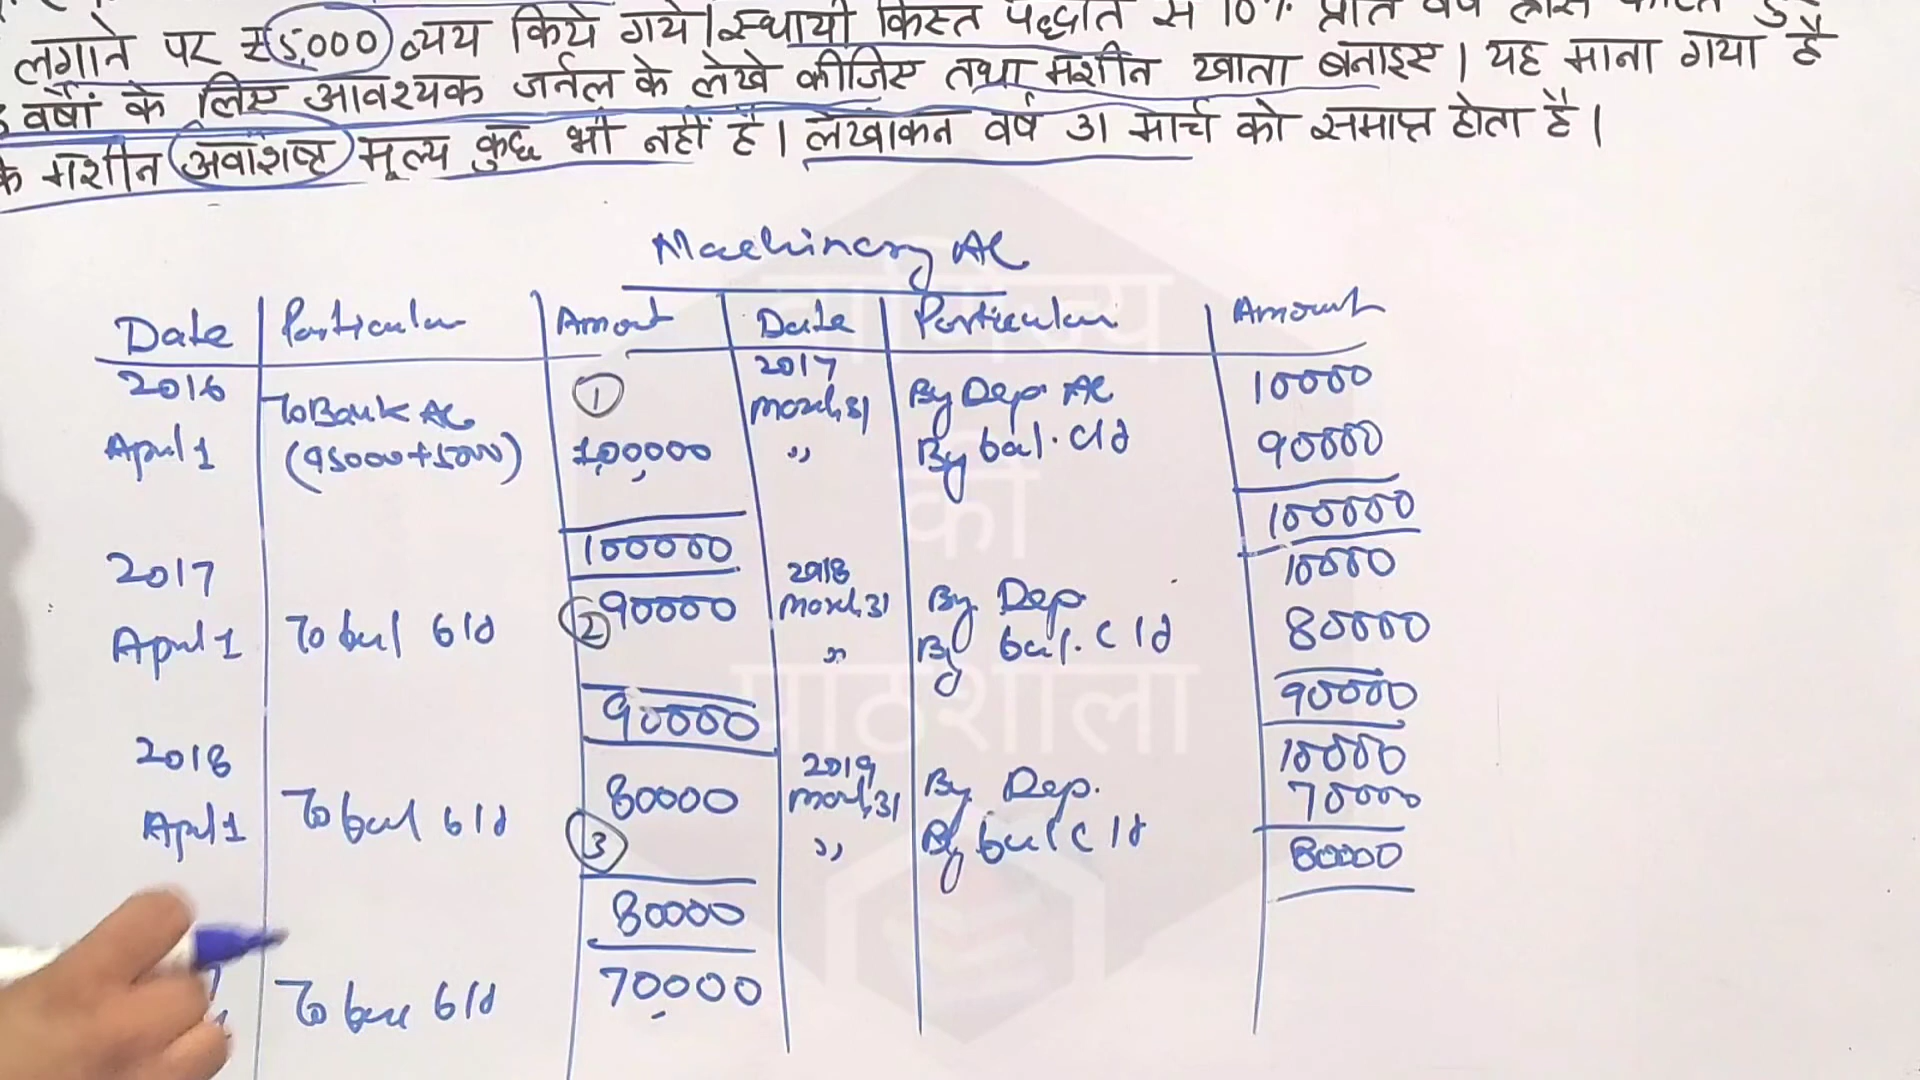 लगाने पर ₹5,000 व्यय किये गये। स्थायी किस्त पद्धति से 10% प्रति वर्ष
वर्षों के लिए आवश्यक जर्नल के लेखे कीजिए तथा मशीन खाता बनाइए। यह माना गया है
के मशीन अवशिष्ट मूल्य कुछ भी नहीं है। लेखांकन वर्ष 31 मार्च को समाप्त होता है।
Machinery A/c
Date Particular Amount Date Particular Amount
2016 ① 2017 10000
To Bank A/c March 31 By Dep. A/c
April 1 (95000+5000) 1,00,000 ,, By bal. c/d 90000
100000
100000
2017 90000 2018 10000
April 1 To bal b/d ② March 31 By Dep.
,, By bal. c/d 80000
90000 90000
2018 80000 2019 10000
April 1 To bal b/d ③ March 31 By Dep. 70000
,, By bal c/d 80000
80000
To bal b/d 70000
वाणिज्य
की
पाठशाला